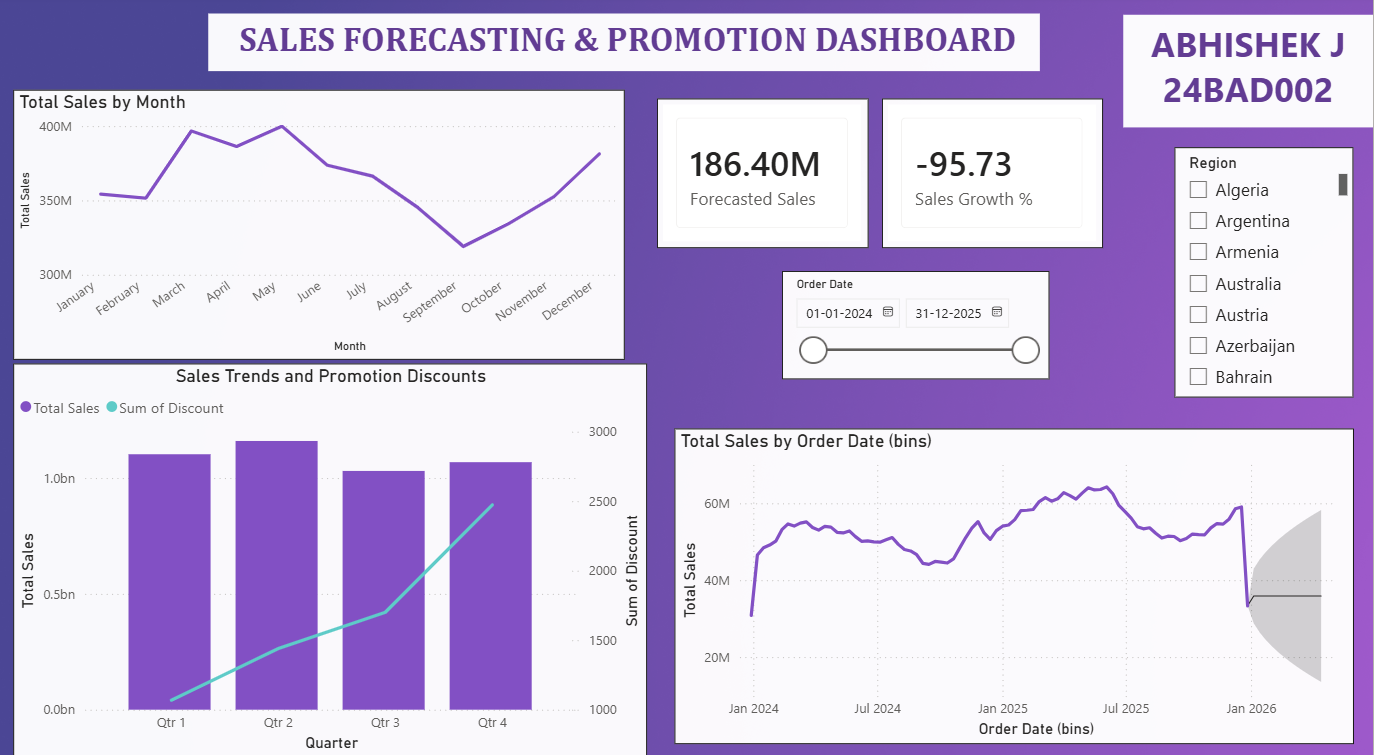 SALES FORECASTING & PROMOTION DASHBOARD
ABHISHEK J
24BAD002
Total Sales by Month
Total Sales
400M
350M
300M
January
February
March
April
May
June
July
August
September
October
November
December
Month
186.40M
Forecasted Sales
-95.73
Sales Growth %
Order Date
01-01-2024
31-12-2025
Region
Algeria
Argentina
Armenia
Australia
Austria
Azerbaijan
Bahrain
Sales Trends and Promotion Discounts
Total Sales
Sum of Discount
Total Sales
1.0bn
0.5bn
0.0bn
3000
2500
2000
1500
1000
Sum of Discount
Qtr 1
Qtr 2
Qtr 3
Qtr 4
Quarter
Total Sales by Order Date (bins)
Total Sales
60M
40M
20M
Jan 2024
Jul 2024
Jan 2025
Jul 2025
Jan 2026
Order Date (bins)